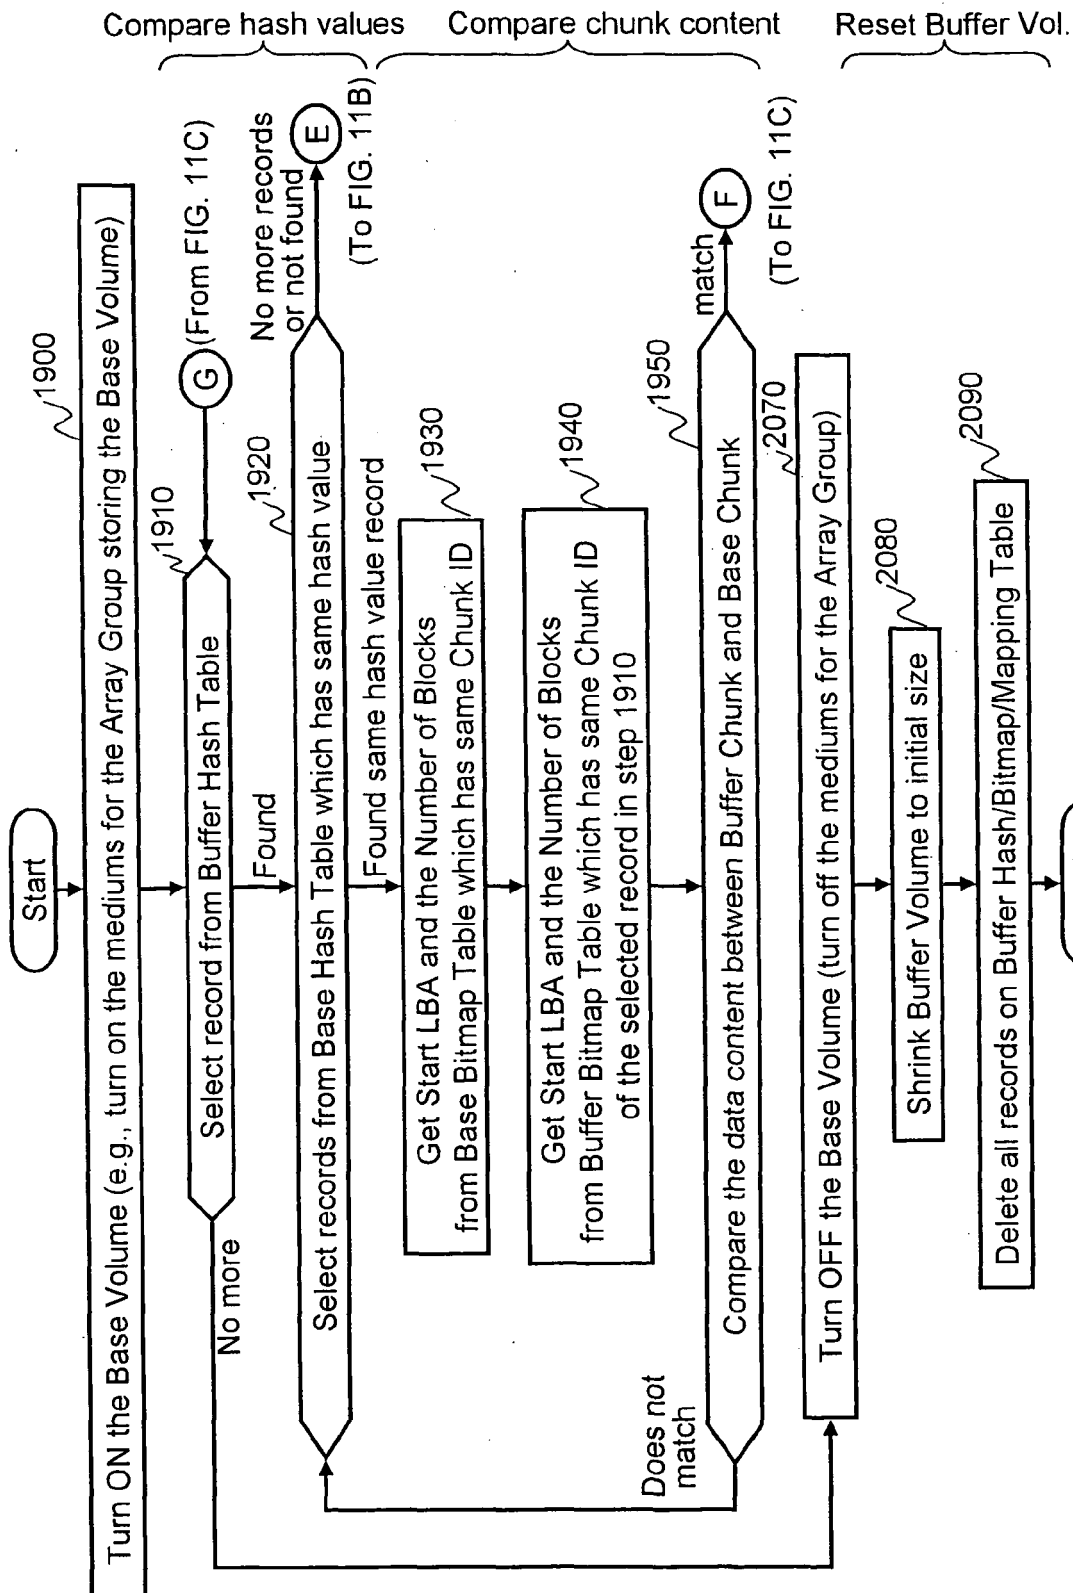 Start
1900
Turn ON the Base Volume (e.g., turn on the mediums for the Array Group storing the Base Volume)
G
(From FIG. 11C)
1910
Select record from Buffer Hash Table
No more
Found
Compare hash values
1920
Select records from Base Hash Table which has same hash value
No more records
or not found
E
(To FIG. 11B)
Found same hash value record
1930
Get Start LBA and the Number of Blocks
from Base Bitmap Table which has same Chunk ID
1940
Get Start LBA and the Number of Blocks
from Buffer Bitmap Table which has same Chunk ID
of the selected record in step 1910
Compare chunk content
1950
Compare the data content between Buffer Chunk and Base Chunk
Does not
match
match
F
(To FIG. 11C)
2070
Turn OFF the Base Volume (turn off the mediums for the Array Group)
2080
Shrink Buffer Volume to initial size
2090
Delete all records on Buffer Hash/Bitmap/Mapping Table
Reset Buffer Vol.